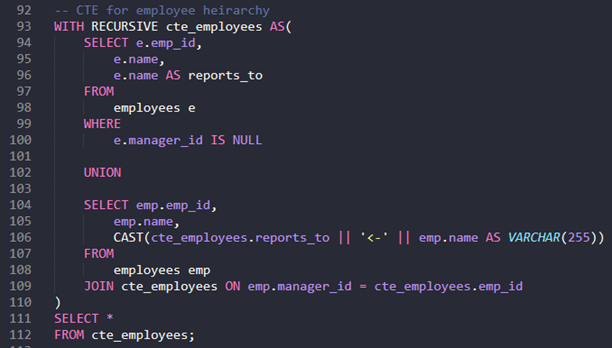 92 -- CTE for employee heirarchy
93 WITH RECURSIVE cte_employees AS(
94     SELECT e.emp_id,
95         e.name,
96         e.name AS reports_to
97     FROM
98         employees e
99     WHERE
100         e.manager_id IS NULL
101
102     UNION
103
104     SELECT emp.emp_id,
105         emp.name,
106         CAST(cte_employees.reports_to || '<-' || emp.name AS VARCHAR(255))
107     FROM
108         employees emp
109     JOIN cte_employees ON emp.manager_id = cte_employees.emp_id
110 )
111 SELECT *
112 FROM cte_employees;